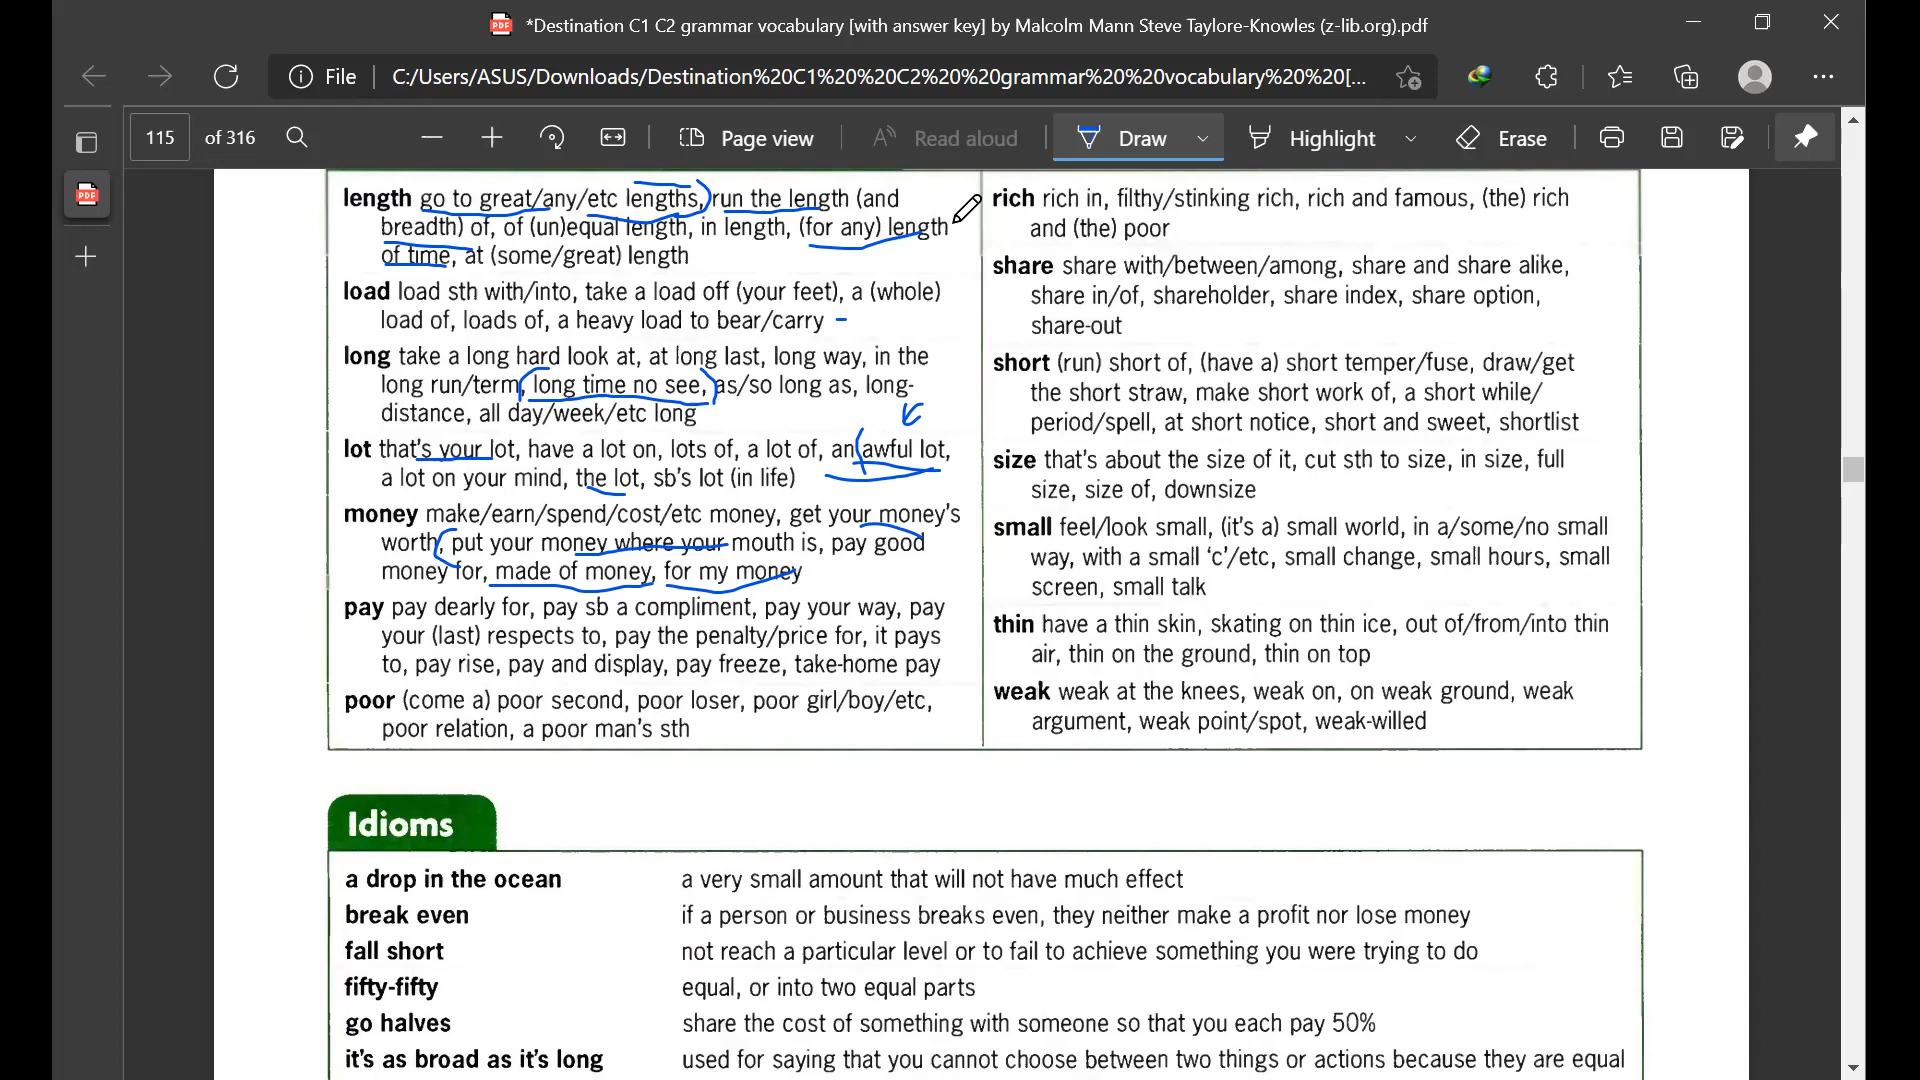 *Destination C1 C2 grammar vocabulary [with answer key] by Malcolm Mann Steve Taylore-Knowles (z-lib.org).pdf
File
C:/Users/ASUS/Downloads/Destination%20C1%20%20C2%20%20grammar%20%20vocabulary%20%20[...
115 of 316
Page view
Read aloud
Draw
Highlight
Erase
length go to great/any/etc lengths, run the length (and
breadth) of, of (un)equal length, in length, (for any) length
of time, at (some/great) length
load load sth with/into, take a load off (your feet), a (whole)
load of, loads of, a heavy load to bear/carry
long take a long hard look at, at long last, long way, in the
long run/term, long time no see, as/so long as, long-
distance, all day/week/etc long
lot that's your lot, have a lot on, lots of, a lot of, an awful lot,
a lot on your mind, the lot, sb's lot (in life)
money make/earn/spend/cost/etc money, get your money's
worth, put your money where your mouth is, pay good
money for, made of money, for my money
pay pay dearly for, pay sb a compliment, pay your way, pay
your (last) respects to, pay the penalty/price for, it pays
to, pay rise, pay and display, pay freeze, take-home pay
poor (come a) poor second, poor loser, poor girl/boy/etc,
poor relation, a poor man's sth
rich rich in, filthy/stinking rich, rich and famous, (the) rich
and (the) poor
share share with/between/among, share and share alike,
share in/of, shareholder, share index, share option,
share-out
short (run) short of, (have a) short temper/fuse, draw/get
the short straw, make short work of, a short while/
period/spell, at short notice, short and sweet, shortlist
size that's about the size of it, cut sth to size, in size, full
size, size of, downsize
small feel/look small, (it's a) small world, in a/some/no small
way, with a small 'c'/etc, small change, small hours, small
screen, small talk
thin have a thin skin, skating on thin ice, out of/from/into thin
air, thin on the ground, thin on top
weak weak at the knees, weak on, on weak ground, weak
argument, weak point/spot, weak-willed
Idioms
a drop in the ocean a very small amount that will not have much effect
break even if a person or business breaks even, they neither make a profit nor lose money
fall short not reach a particular level or to fail to achieve something you were trying to do
fifty-fifty equal, or into two equal parts
go halves share the cost of something with someone so that you each pay 50%
it's as broad as it's long used for saying that you cannot choose between two things or actions because they are equal